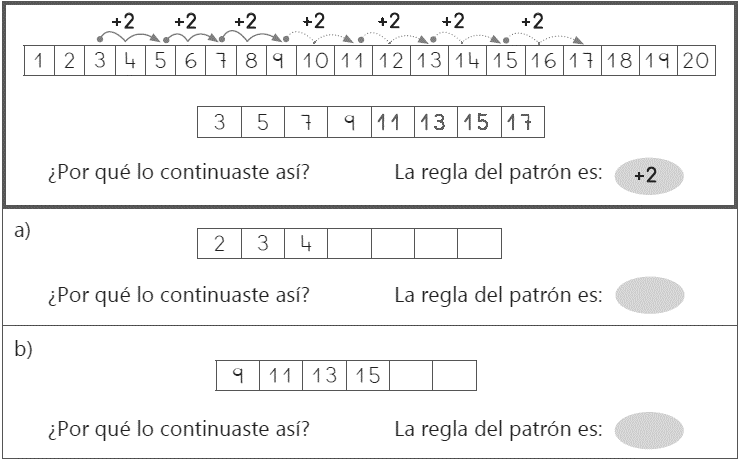 +2 +2 +2 +2 +2 +2 +2
1 2 3 4 5 6 7 8 9 10 11 12 13 14 15 16 17 18 19 20
3 5 7 9 11 13 15 17
¿Por qué lo continuaste así? La regla del patrón es: +2
a)
2 3 4
¿Por qué lo continuaste así? La regla del patrón es:
b)
9 11 13 15
¿Por qué lo continuaste así? La regla del patrón es: